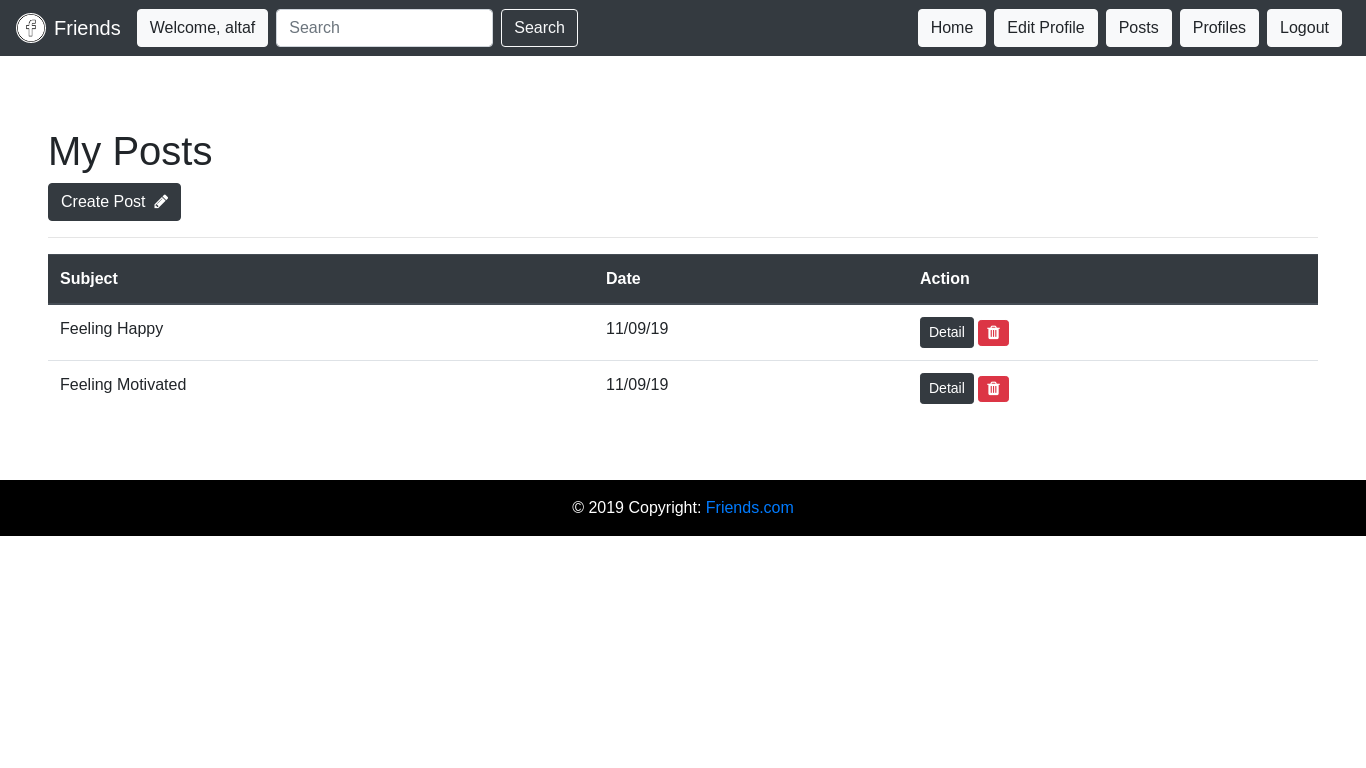 Friends Welcome, altaf Search Search Home Edit Profile Posts Profiles Logout
My Posts
Create Post
Subject Date Action
Feeling Happy 11/09/19 Detail
Feeling Motivated 11/09/19 Detail
© 2019 Copyright: Friends.com